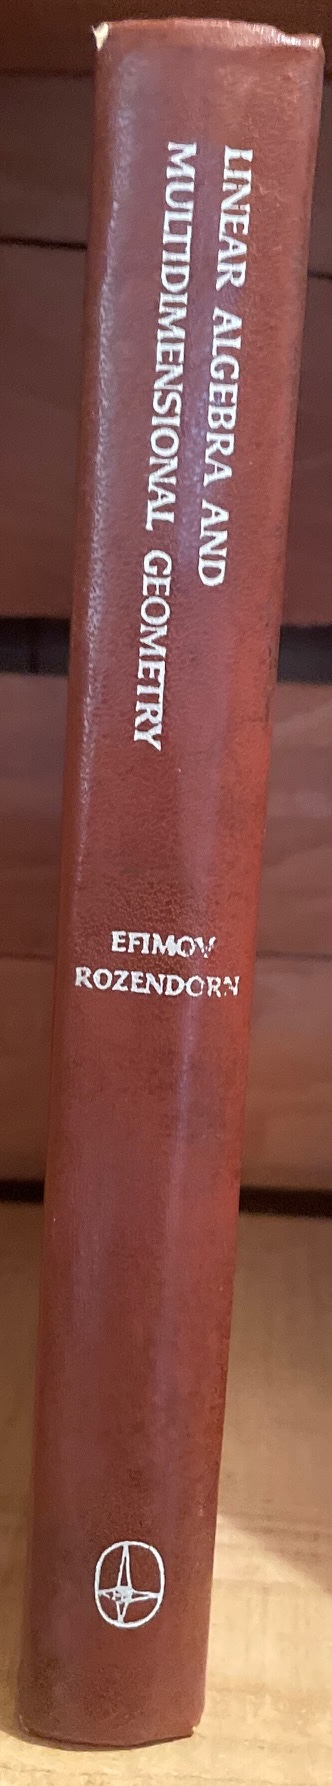 LINEAR ALGEBRA AND
MULTIDIMENSIONAL GEOMETRY
EFIMOV
ROZENDORN